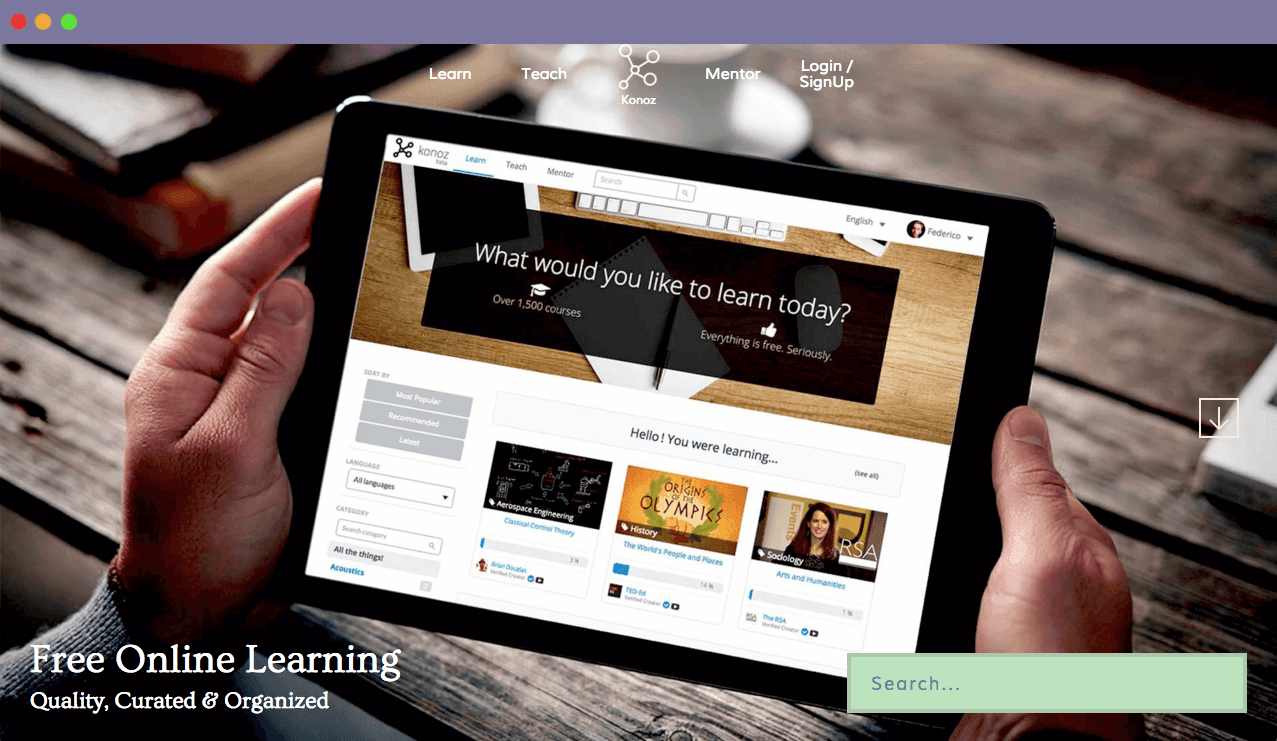 Learn
Teach
Konoz
Mentor
Login /
SignUp
konoz
beta
Learn
Teach
Mentor
Search
English
Federico
What would you like to learn today?
Over 1,500 courses
Everything is free. Seriously.
SORT BY
Most Popular
Recommended
Latest
LANGUAGE
All languages
CATEGORY
Search category
All the things!
Acoustics
Hello ! You were learning...
(see all)
Aerospace Engineering
Classical Control Theory
Brian Douglas
Verified Creator
THE
ORIGINS
OF THE
OLYMPICS
History
The World's People and Places
14 %
TED-Ed
Verified Creator
Events
RSA
Sociology
Arts and Humanities
1 %
The RSA
Verified Creator
Free Online Learning
Quality, Curated & Organized
Search...